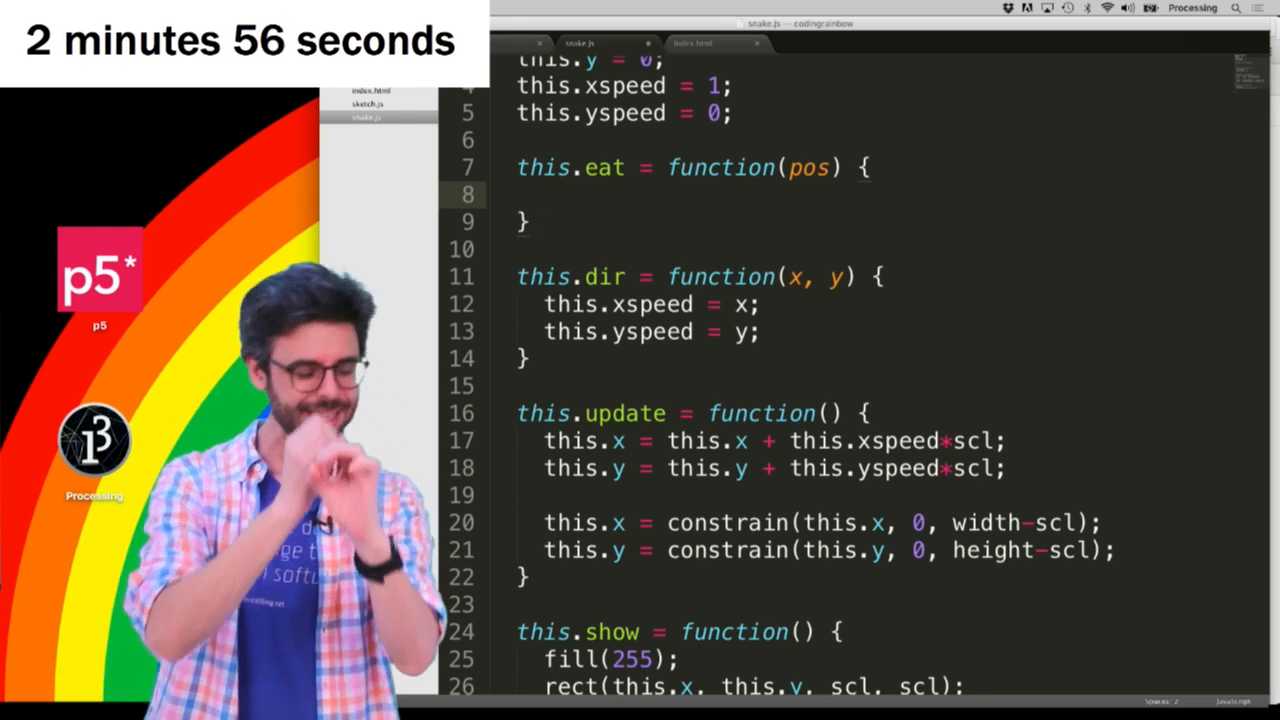 2 minutes 56 seconds
Processing
snake.js — codingrainbow
snake.js
index.html
index.html
sketch.js
snake.js
this.y = 0;
4 this.xspeed = 1;
5 this.yspeed = 0;
6
7 this.eat = function(pos) {
8
9 }
10
11 this.dir = function(x, y) {
12 this.xspeed = x;
13 this.yspeed = y;
14 }
15
16 this.update = function() {
17 this.x = this.x + this.xspeed*scl;
18 this.y = this.y + this.yspeed*scl;
19
20 this.x = constrain(this.x, 0, width-scl);
21 this.y = constrain(this.y, 0, height-scl);
22 }
23
24 this.show = function() {
25 fill(255);
26 rect(this.x, this.y, scl, scl);
p5*
p5
Processing
Spaces: 2
JavaScript